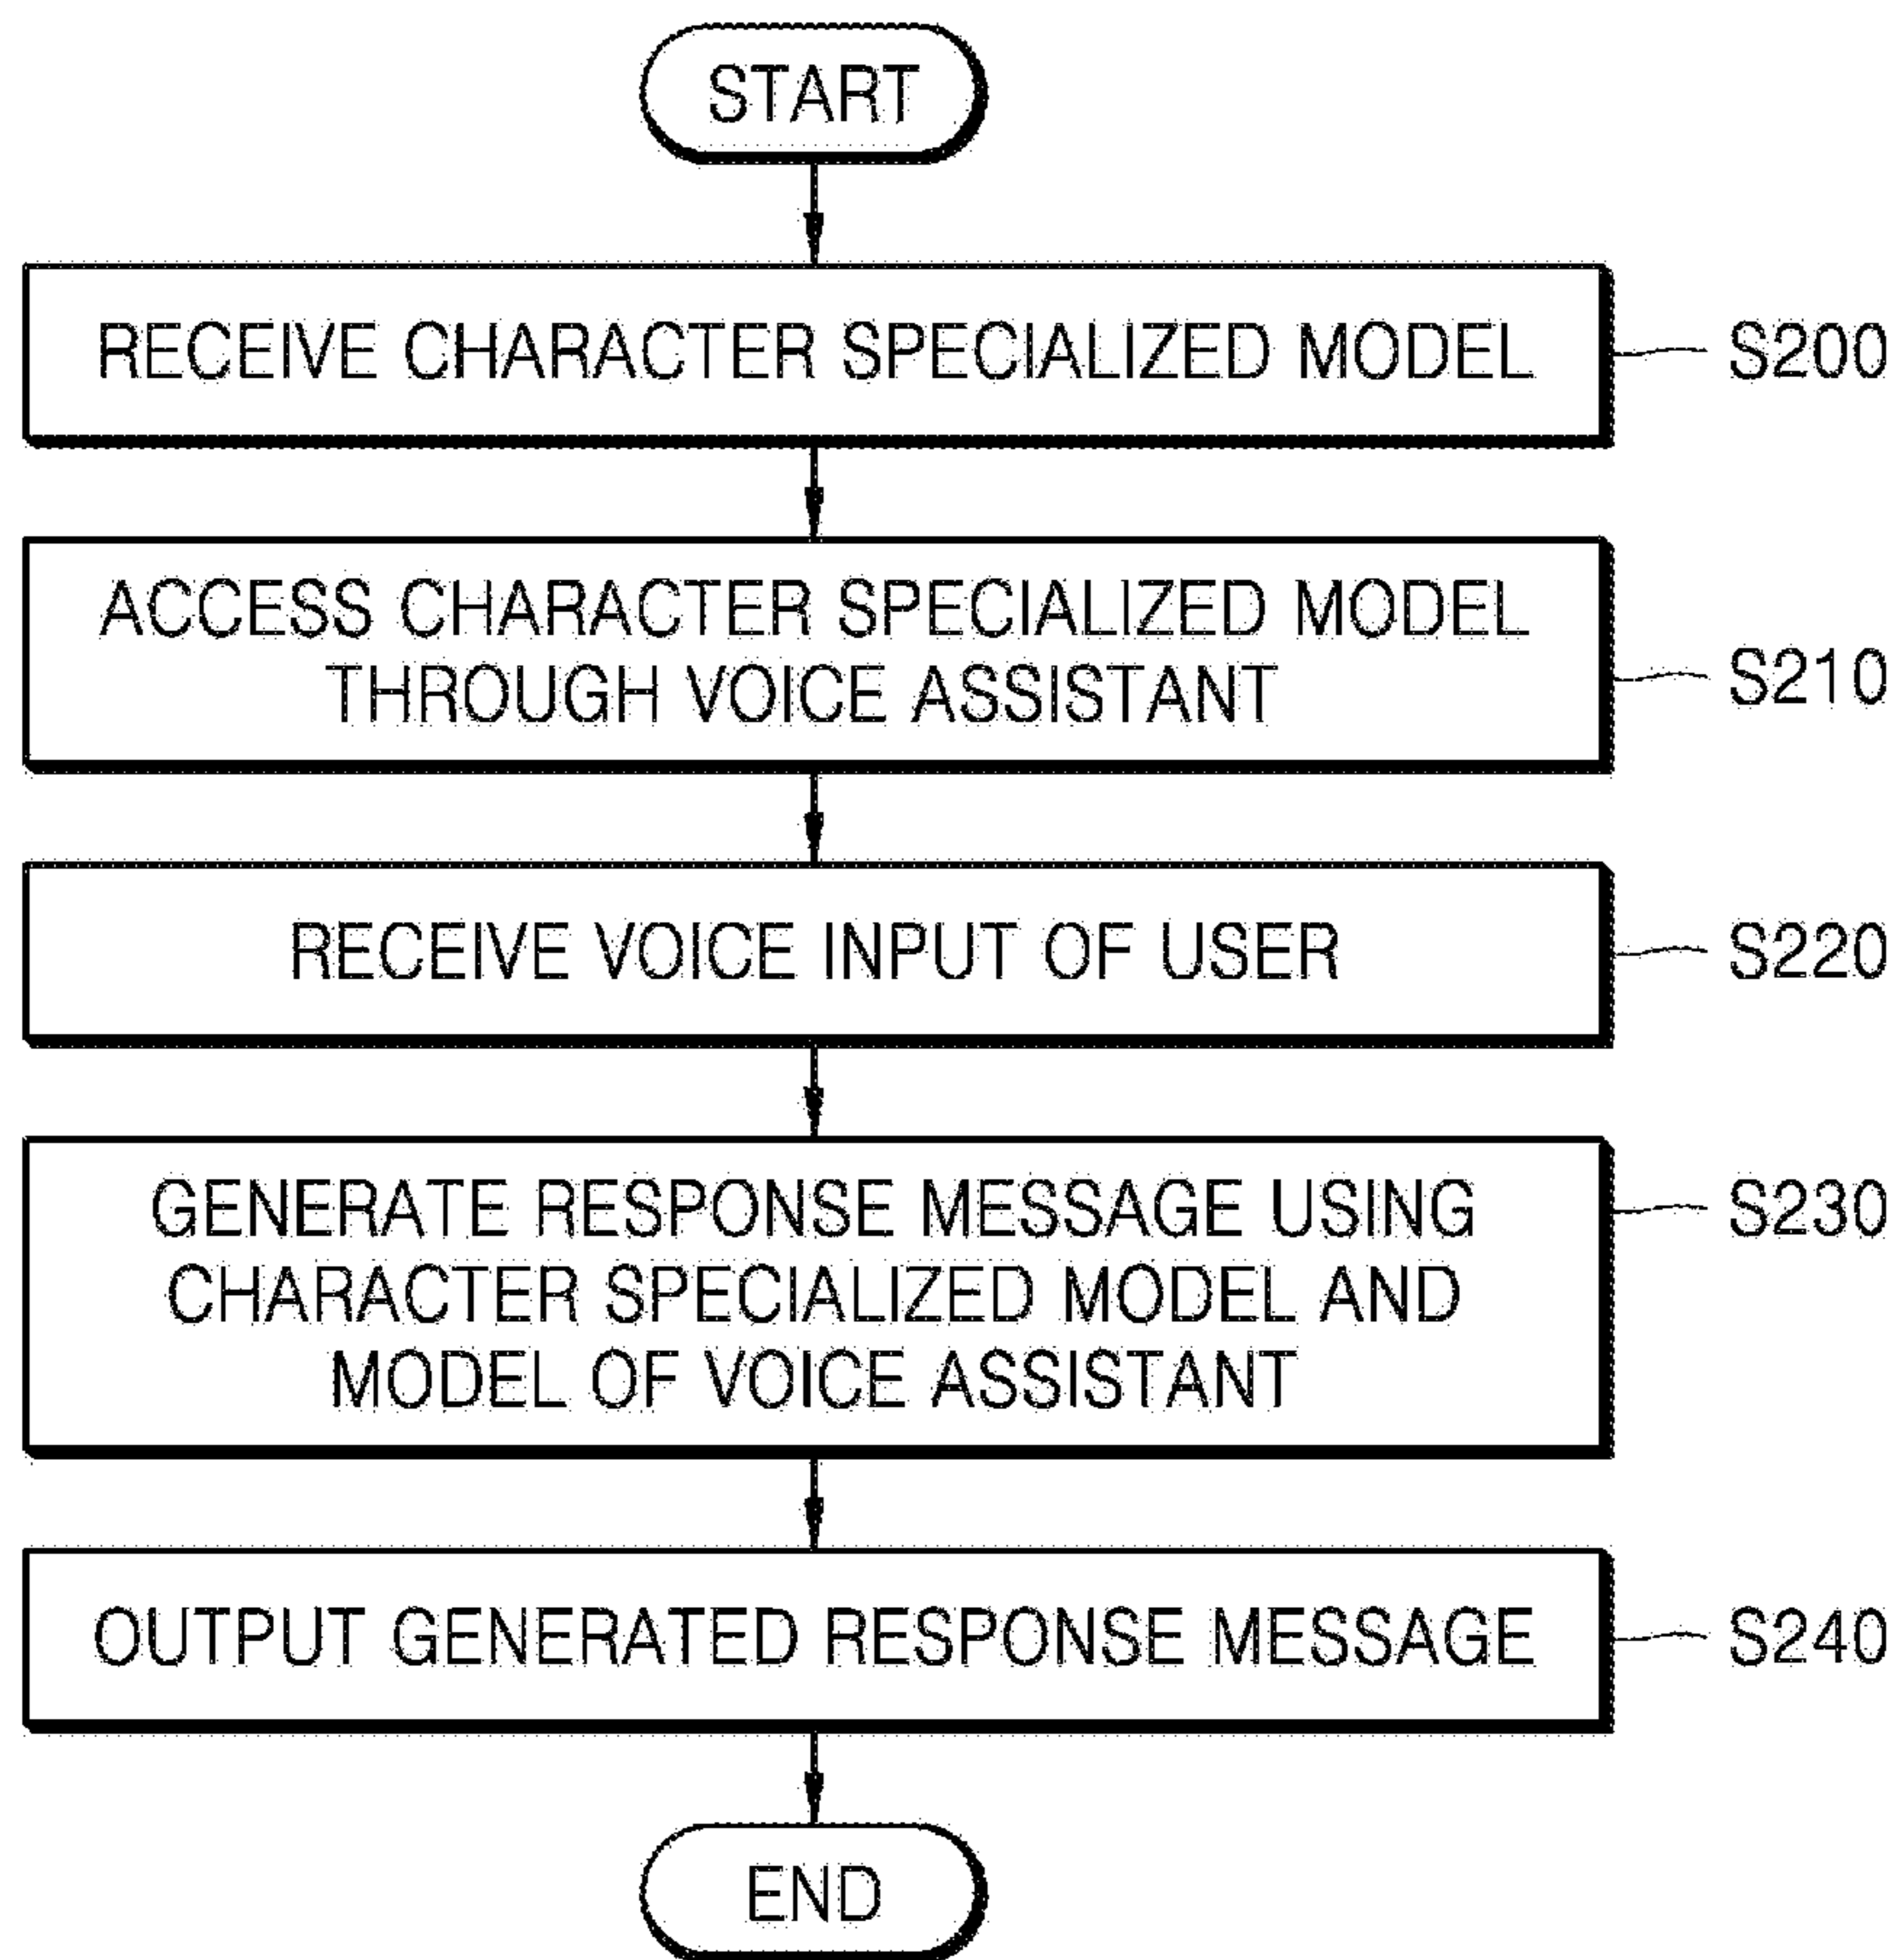 START
RECEIVE CHARACTER SPECIALIZED MODEL
S200
ACCESS CHARACTER SPECIALIZED MODEL
THROUGH VOICE ASSISTANT
S210
RECEIVE VOICE INPUT OF USER
S220
GENERATE RESPONSE MESSAGE USING
CHARACTER SPECIALIZED MODEL AND
MODEL OF VOICE ASSISTANT
S230
OUTPUT GENERATED RESPONSE MESSAGE
S240
END